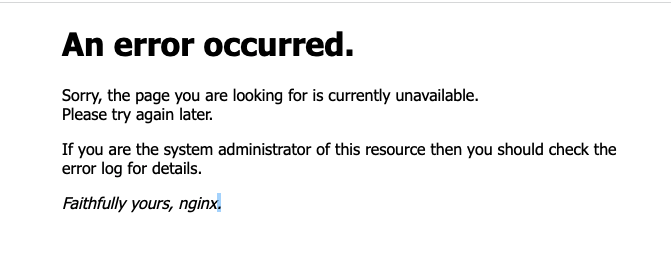 An error occurred.
Sorry, the page you are looking for is currently unavailable.
Please try again later.
If you are the system administrator of this resource then you should check the
error log for details.
Faithfully yours, nginx.